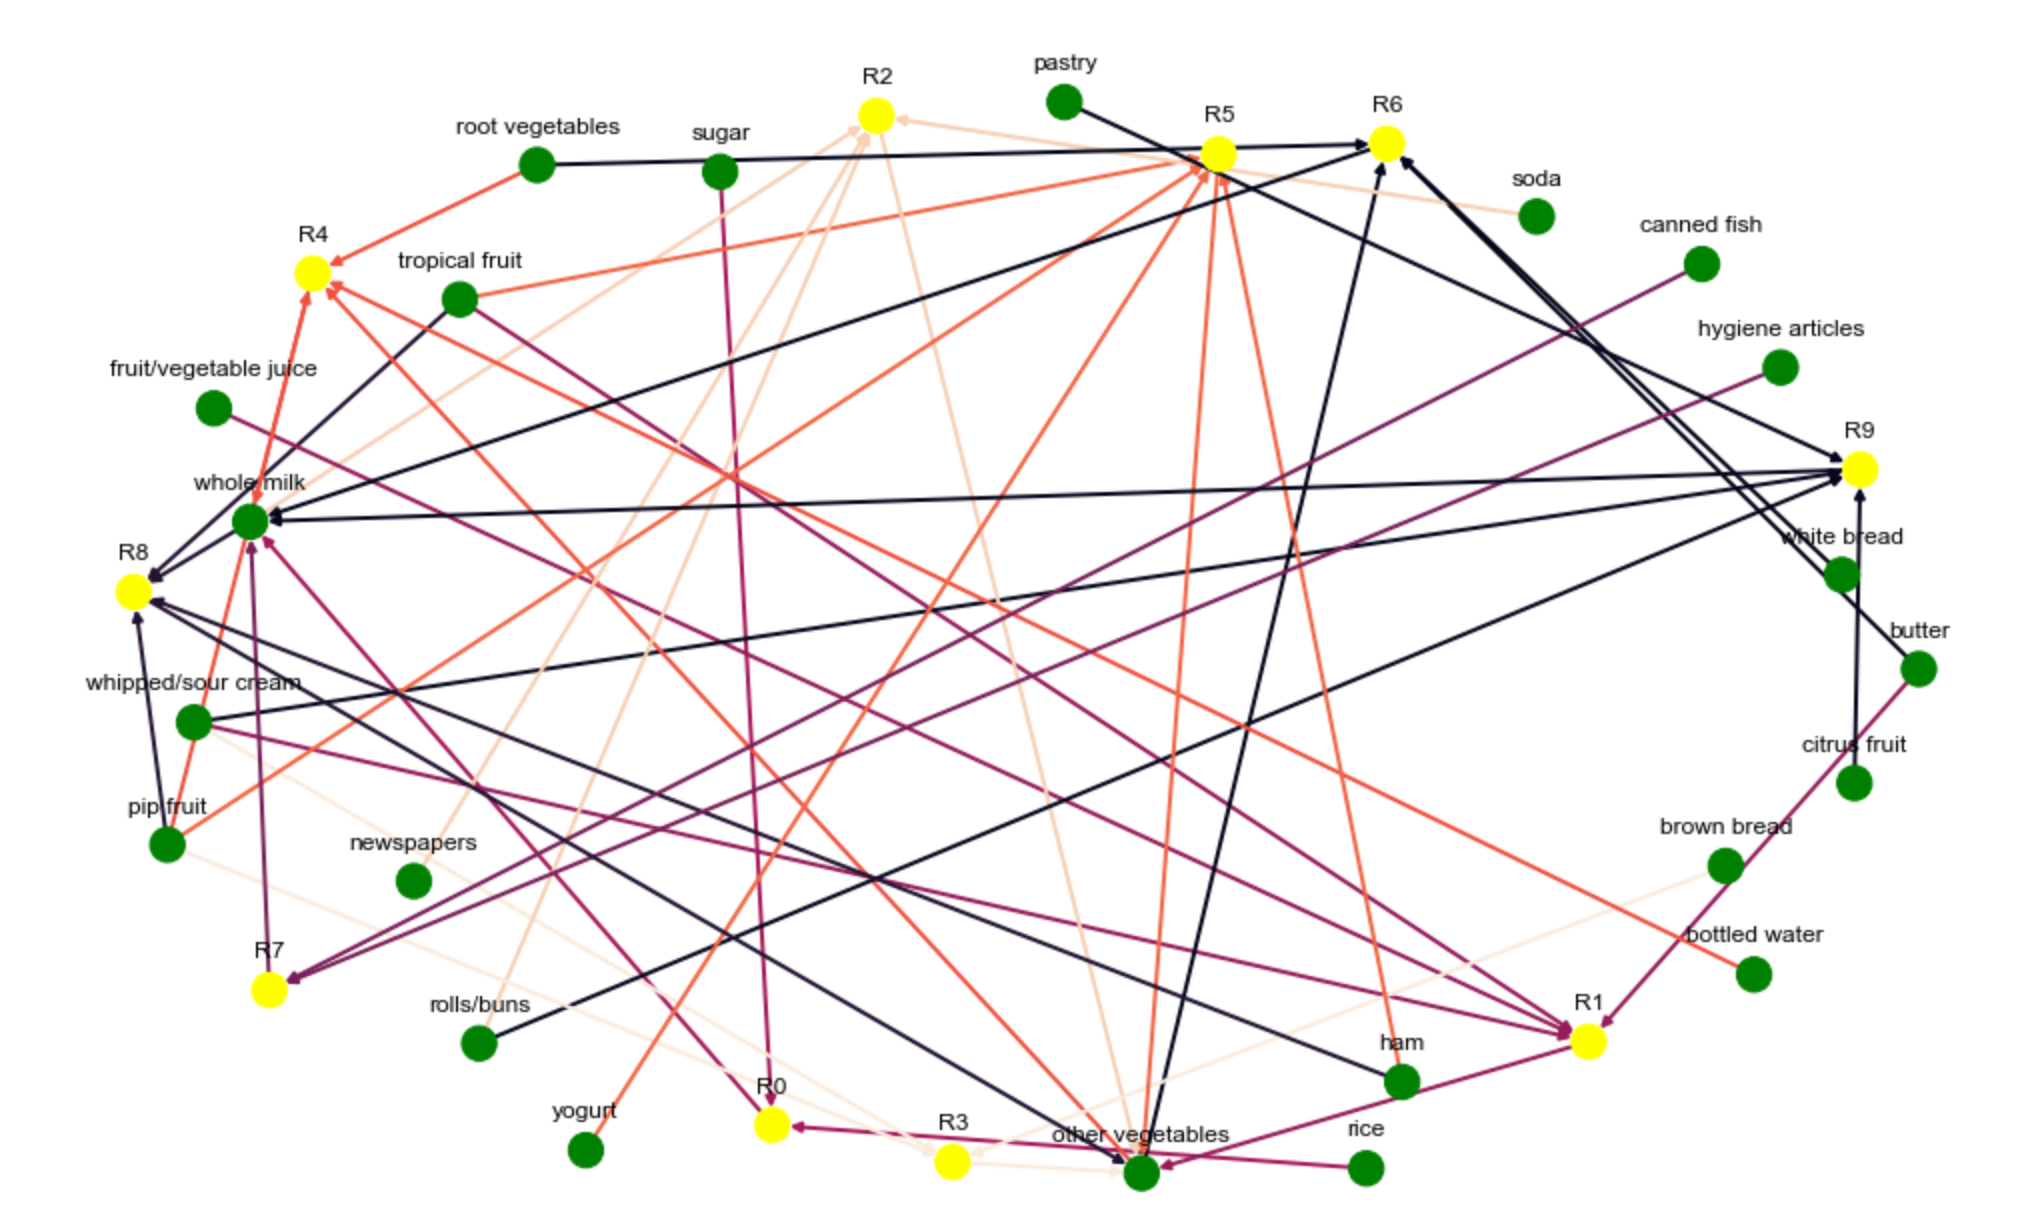 pastry
R2
R6
R5
root vegetables
sugar
soda
canned fish
R4
tropical fruit
hygiene articles
fruit/vegetable juice
R9
whole milk
white bread
R8
butter
whipped/sour cream
citrus fruit
pip fruit
brown bread
newspapers
bottled water
R7
rolls/buns
R1
ham
R0
yogurt
R3
rice
other vegetables